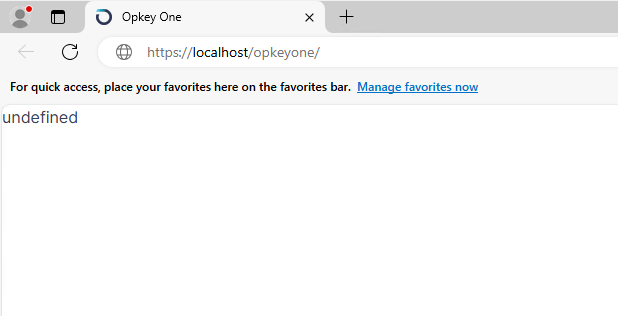 Opkey One
https://localhost/opkeyone/
For quick access, place your favorites here on the favorites bar. Manage favorites now
undefined